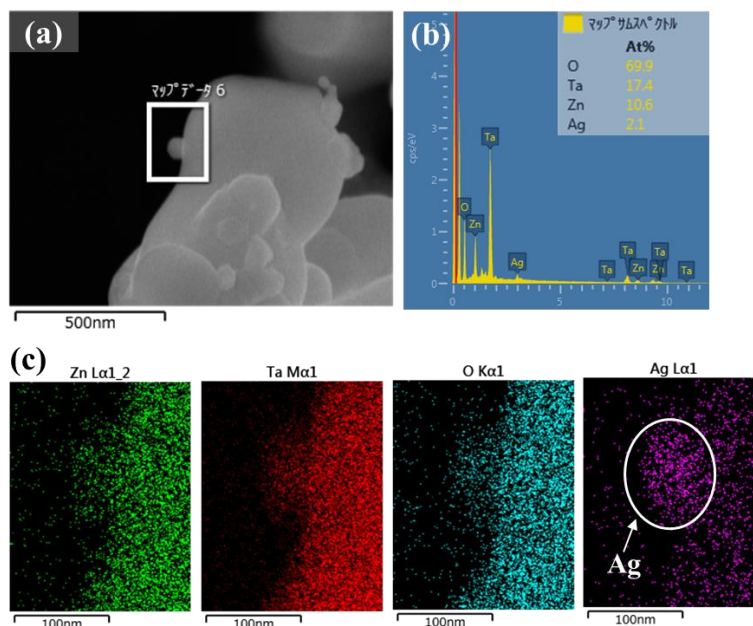 (a)
ﾏｯﾌﾟﾃﾞｰﾀ 6
500nm
(b)
ﾏｯﾌﾟｻﾑｽﾍﾟｸﾄﾙ
At%
O 69.9
Ta 17.4
Zn 10.6
Ag 2.1
cps/eV
5
4
3
2
1
0
O
Zn
Ta
Ag
Ta
Ta
Zn
Zn
Ta
Ta
0
5
10
(c)
Zn Lα1_2
Ta Mα1
O Kα1
Ag Lα1
Ag
100nm
100nm
100nm
100nm